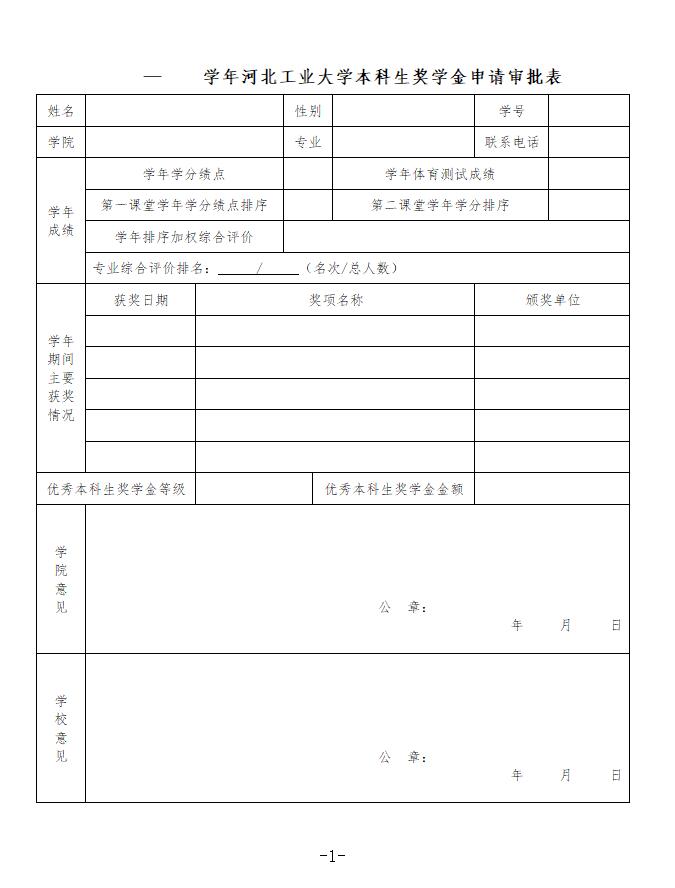 — 学年河北工业大学本科生奖学金申请审批表
姓名 性别 学号
学院 专业 联系电话
学年
成绩
学年学分绩点 学年体育测试成绩
第一课堂学年学分绩点排序 第二课堂学年学分排序
学年排序加权综合评价
专业综合评价排名：______/_____（名次/总人数）
学年
期间
主要
获奖
情况
获奖日期 奖项名称 颁奖单位
优秀本科生奖学金等级 优秀本科生奖学金金额
学
院
意
见
公 章：
年 月 日
学
校
意
见
公 章：
年 月 日
-1-